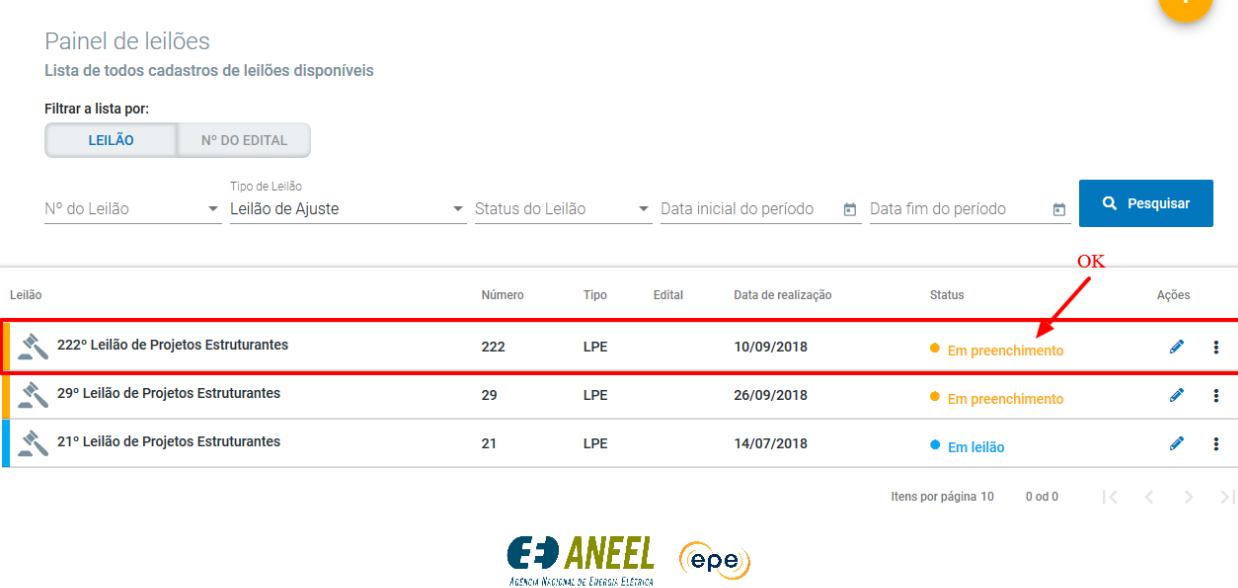 Painel de leilões
Lista de todos cadastros de leilões disponíveis
Filtrar a lista por:
LEILÃO Nº DO EDITAL
Tipo de Leilão
Nº do Leilão Leilão de Ajuste Status do Leilão Data inicial do período Data fim do período Pesquisar
OK
Leilão Número Tipo Edital Data de realização Status Ações
222º Leilão de Projetos Estruturantes 222 LPE 10/09/2018 Em preenchimento
29º Leilão de Projetos Estruturantes 29 LPE 26/09/2018 Em preenchimento
21º Leilão de Projetos Estruturantes 21 LPE 14/07/2018 Em leilão
Itens por página 10 0 od 0
ANEEL epe
AGÊNCIA NACIONAL DE ENERGIA ELÉTRICA